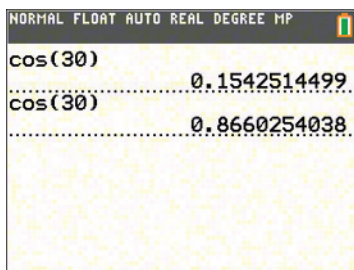 NORMAL FLOAT AUTO REAL DEGREE MP
cos(30)
0.1542514499
cos(30)
0.8660254038